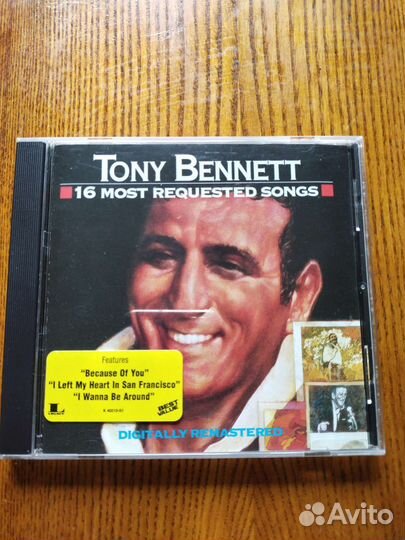 TONY BENNETT
16 MOST REQUESTED SONGS
Features
"Because Of You"
"I Left My Heart In San Francisco"
"I Wanna Be Around"
BEST VALUE
DIGITALLY REMASTERED
Avito